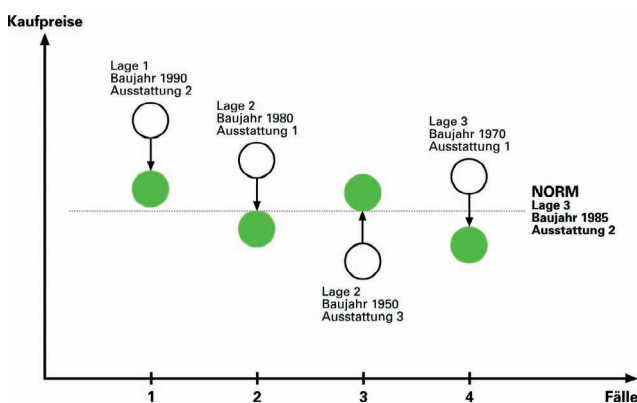 Kaufpreise
Lage 1
Baujahr 1990
Ausstattung 2
Lage 2
Baujahr 1980
Ausstattung 1
Lage 3
Baujahr 1970
Ausstattung 1
NORM
Lage 3
Baujahr 1985
Ausstattung 2
Lage 2
Baujahr 1950
Ausstattung 3
1
2
3
4
Fälle